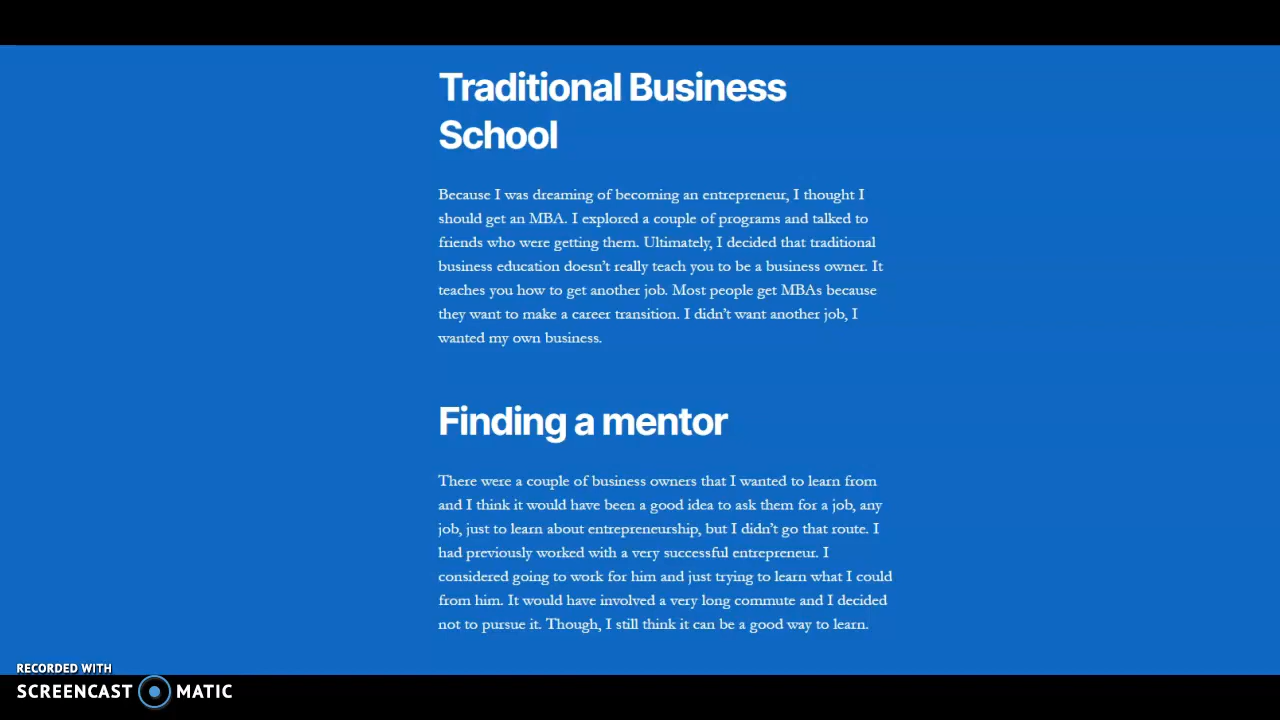 Traditional Business
School
Because I was dreaming of becoming an entrepreneur, I thought I
should get an MBA. I explored a couple of programs and talked to
friends who were getting them. Ultimately, I decided that traditional
business education doesn’t really teach you to be a business owner. It
teaches you how to get another job. Most people get MBAs because
they want to make a career transition. I didn’t want another job, I
wanted my own business.
Finding a mentor
There were a couple of business owners that I wanted to learn from
and I think it would have been a good idea to ask them for a job, any
job, just to learn about entrepreneurship, but I didn’t go that route. I
had previously worked with a very successful entrepreneur. I
considered going to work for him and just trying to learn what I could
from him. It would have involved a very long commute and I decided
not to pursue it. Though, I still think it can be a good way to learn.
RECORDED WITH
SCREENCAST MATIC